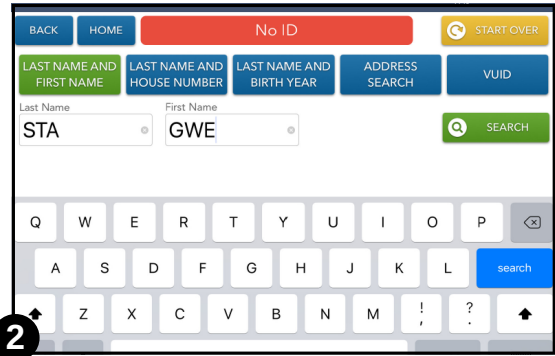 BACK HOME No ID START OVER
LAST NAME AND FIRST NAME LAST NAME AND HOUSE NUMBER LAST NAME AND BIRTH YEAR ADDRESS SEARCH VUID
Last Name First Name
STA GWE SEARCH
Q W E R T Y U I O P
A S D F G H J K L search
Z X C V B N M ! , ? .
2